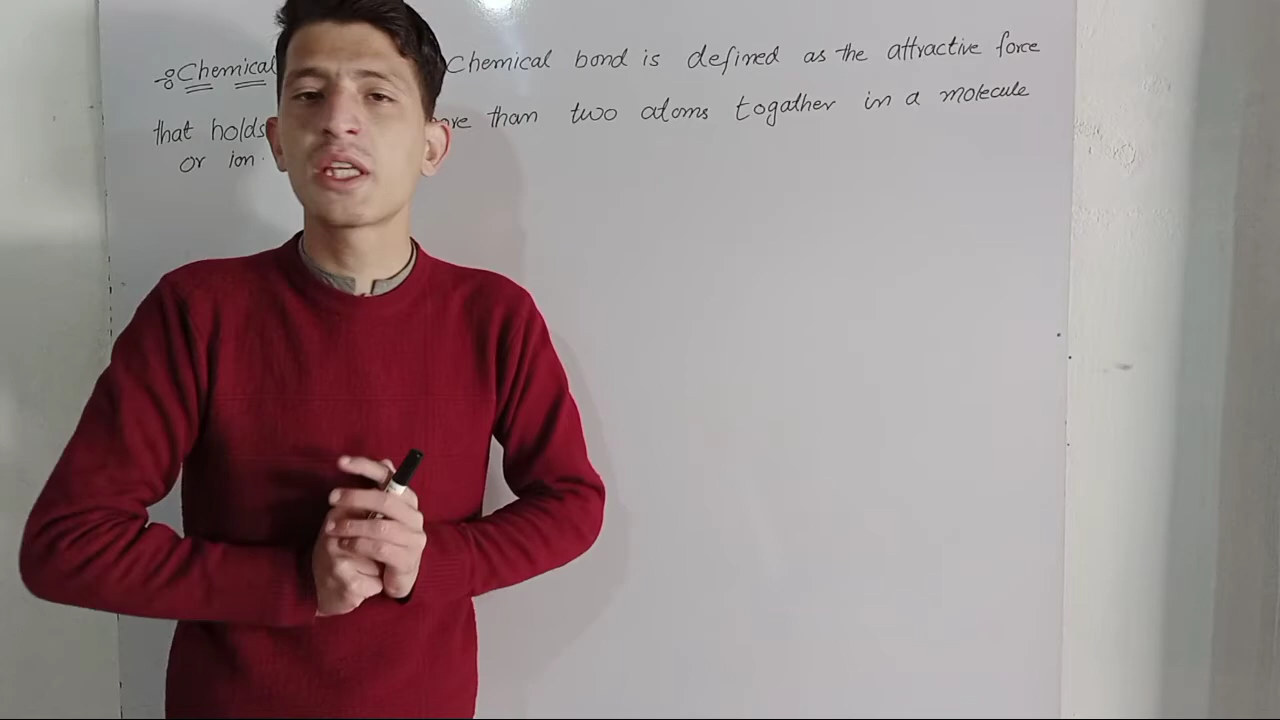 Chemical Chemical bond is defined as the attractive force
that holds than two atoms togather in a molecule
or ion.